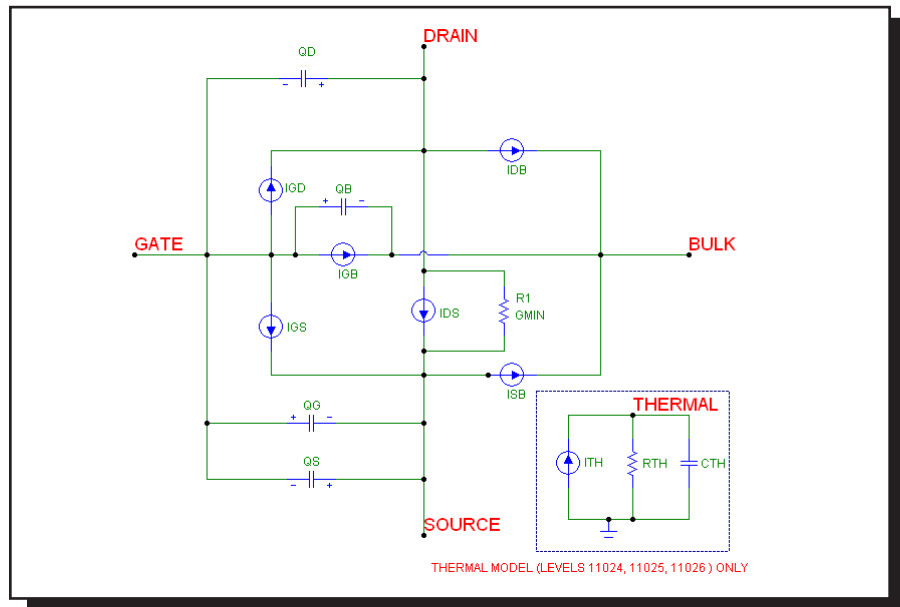 DRAIN
QD
- +
IDB
IGD
QB
+ -
GATE
BULK
IGB
R1
GMIN
IDS
IGS
ISB
QG
+ -
THERMAL
QS
- +
ITH
RTH
CTH
SOURCE
THERMAL MODEL (LEVELS 11024, 11025, 11026 ) ONLY